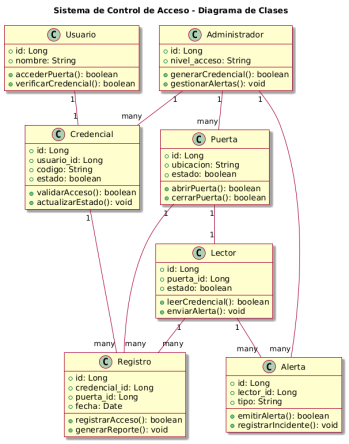 Sistema de Control de Acceso - Diagrama de Clases
C Usuario
id: Long
nombre: String
accederPuerta(): boolean
verificarCredencial(): boolean
C Administrador
id: Long
nivel_acceso: String
generarCredencial(): boolean
gestionarAlertas(): void
1
1
1
1
1
many
many
C Credencial
id: Long
usuario_id: Long
codigo: String
estado: boolean
validarAcceso(): boolean
actualizarEstado(): void
C Puerta
id: Long
ubicacion: String
estado: boolean
abrirPuerta(): boolean
cerrarPuerta(): boolean
1
1
1
1
C Lector
id: Long
puerta_id: Long
estado: boolean
leerCredencial(): boolean
enviarAlerta(): void
1
1
many
many
many
many
many
C Registro
id: Long
credencial_id: Long
puerta_id: Long
fecha: Date
registrarAcceso(): boolean
generarReporte(): void
C Alerta
id: Long
lector_id: Long
tipo: String
emitirAlerta(): boolean
registrarIncidente(): void